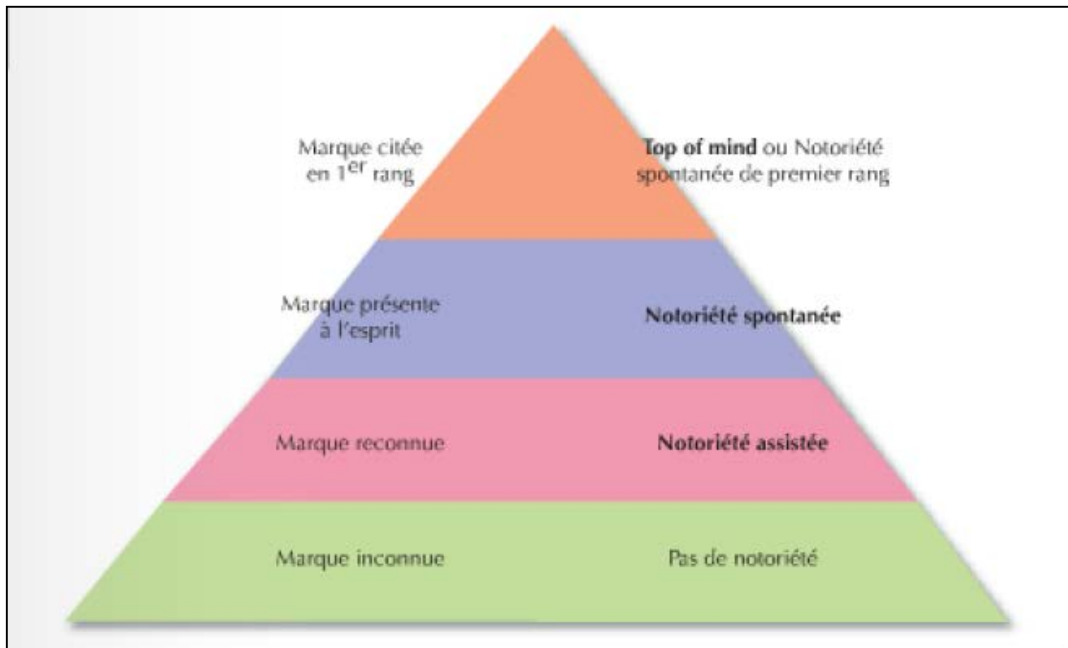 Marque citée
en 1er rang
Top of mind ou Notoriété
spontanée de premier rang
Marque présente
à l'esprit
Notoriété spontanée
Marque reconnue
Notoriété assistée
Marque inconnue
Pas de notoriété